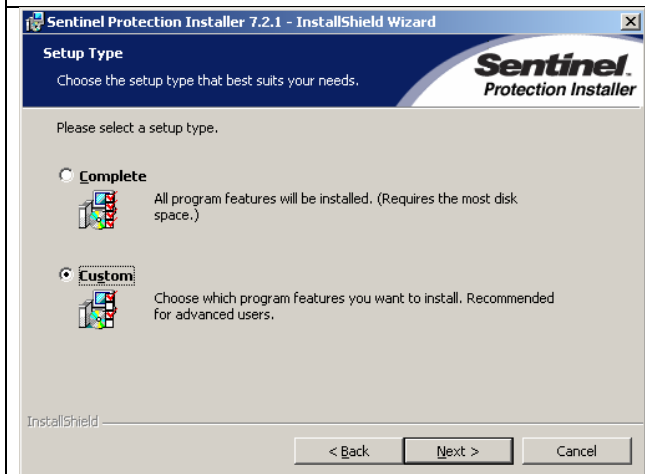 Sentinel Protection Installer 7.2.1 - InstallShield Wizard
Setup Type
Choose the setup type that best suits your needs.
Sentinel.
Protection Installer
Please select a setup type.
Complete
All program features will be installed. (Requires the most disk
space.)
Custom
Choose which program features you want to install. Recommended
for advanced users.
InstallShield
< Back Next > Cancel